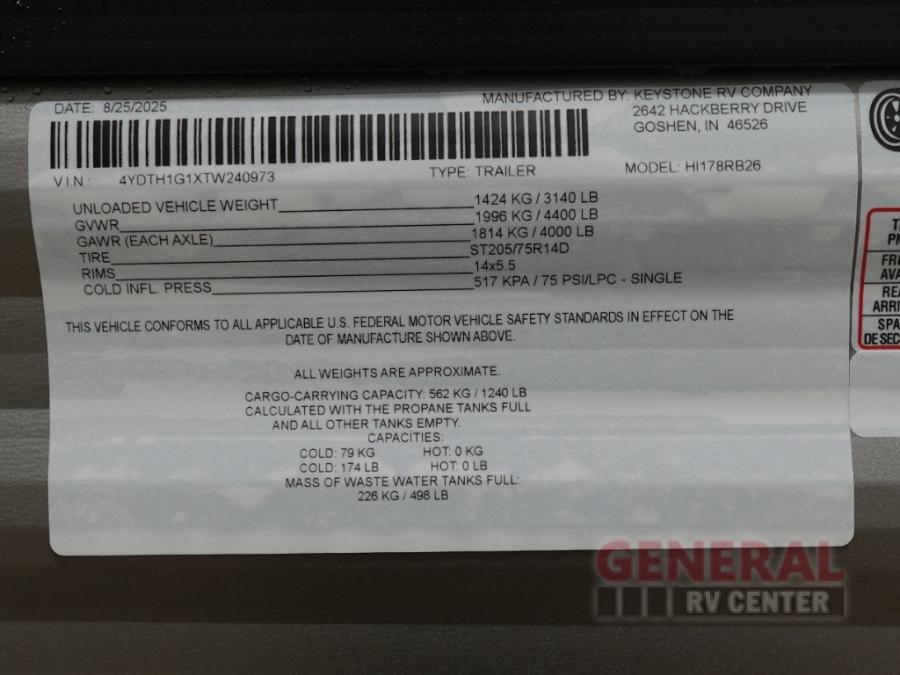 DATE: 8/25/2025
MANUFACTURED BY: KEYSTONE RV COMPANY
2642 HACKBERRY DRIVE
GOSHEN, IN 46526
V I N.: 4YDTH1G1XTW240973 TYPE: TRAILER MODEL: HI178RB26
UNLOADED VEHICLE WEIGHT 1424 KG / 3140 LB
GVWR 1996 KG / 4400 LB
GAWR (EACH AXLE) 1814 KG / 4000 LB
TIRE ST205/75R14D
RIMS 14x5.5
COLD INFL. PRESS 517 KPA / 75 PSI/LPC - SINGLE
THIS VEHICLE CONFORMS TO ALL APPLICABLE U.S. FEDERAL MOTOR VEHICLE SAFETY STANDARDS IN EFFECT ON THE
DATE OF MANUFACTURE SHOWN ABOVE.
ALL WEIGHTS ARE APPROXIMATE.
CARGO-CARRYING CAPACITY: 562 KG / 1240 LB
CALCULATED WITH THE PROPANE TANKS FULL
AND ALL OTHER TANKS EMPTY.
CAPACITIES:
COLD: 79 KG HOT: 0 KG
COLD: 174 LB HOT: 0 LB
MASS OF WASTE WATER TANKS FULL:
226 KG / 498 LB
GENERAL
RV CENTER